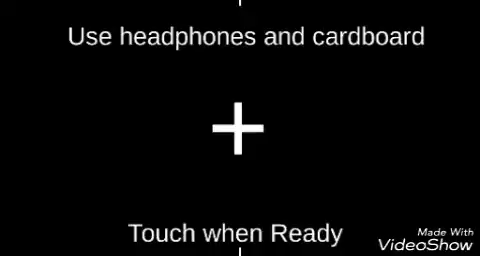 Use headphones and cardboard
Touch when Ready
Made With
VideoShow